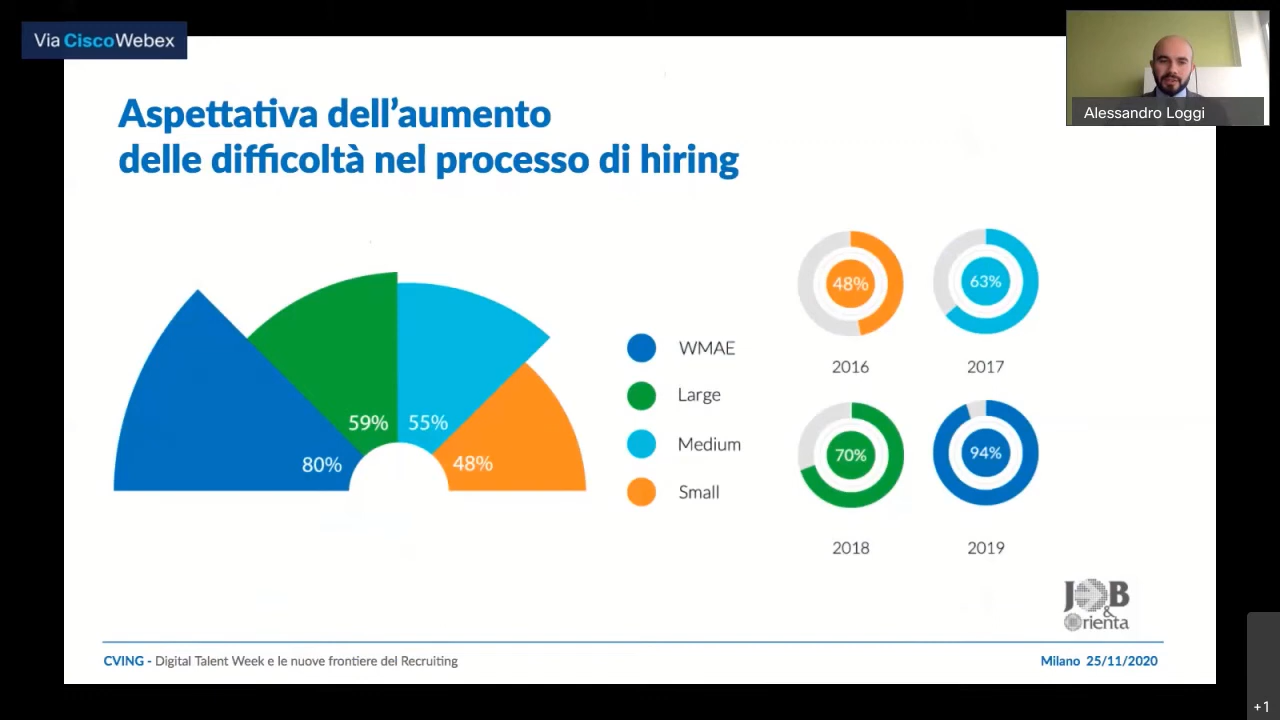 Via CiscoWebex
Alessandro Loggi
Aspettativa dell'aumento
delle difficoltà nel processo di hiring
59%
55%
80%
48%
WMAE
Large
Medium
Small
48%
63%
2016
2017
70%
94%
2018
2019
JOB
&
Orienta
CVING - Digital Talent Week e le nuove frontiere del Recruiting
Milano 25/11/2020
+1